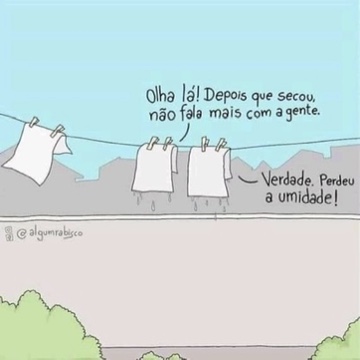 Olha lá! Depois que secou,
não fala mais com a gente.
Verdade. Perdeu
a umidade!
@algumrabisco